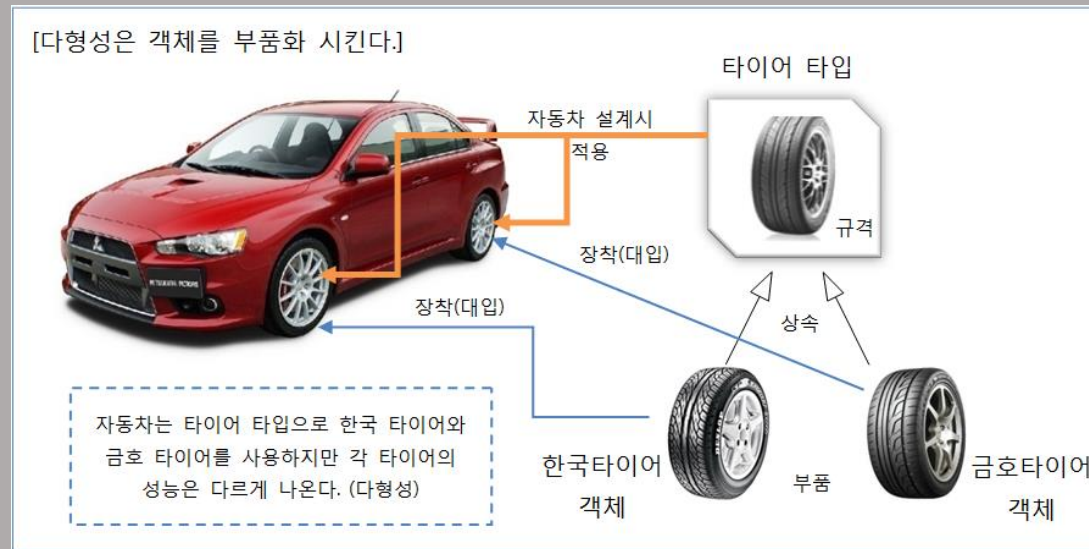 [다형성은 객체를 부품화 시킨다.]
타이어 타입
자동차 설계시
적용
규격
장착(대입)
장착(대입)
상속
자동차는 타이어 타입으로 한국 타이어와
금호 타이어를 사용하지만 각 타이어의
성능은 다르게 나온다. (다형성)
한국타이어
객체
부품
금호타이어
객체